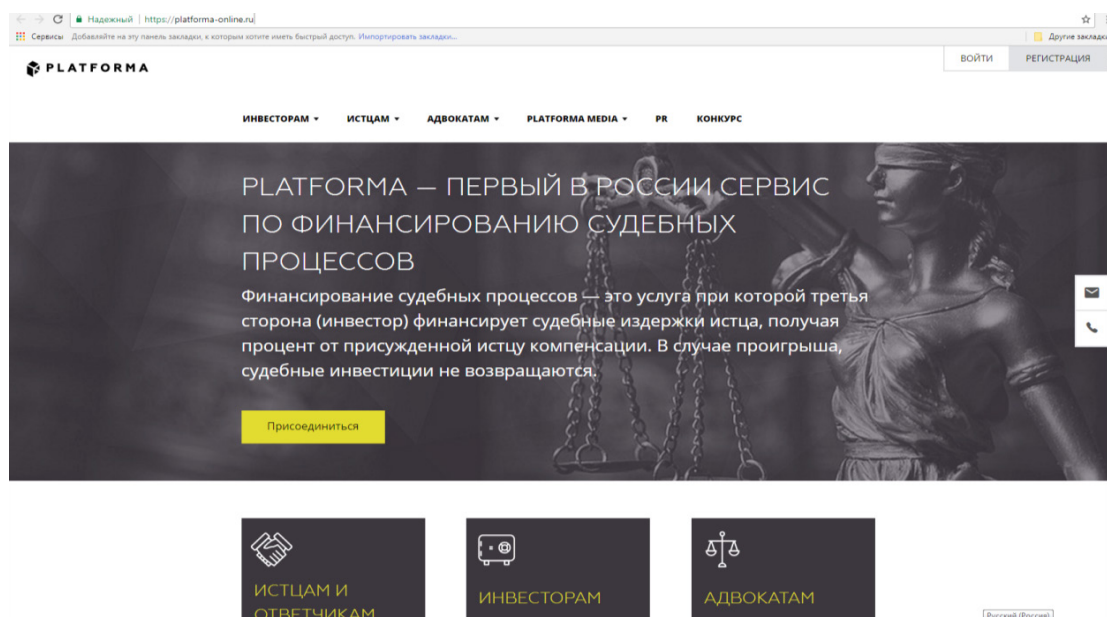 Надежный | https://platforma-online.ru
Сервисы Добавляйте на эту панель закладки, к которым хотите иметь быстрый доступ. Импортировать закладки...
Другие закладки
PLATFORMA
ВОЙТИ РЕГИСТРАЦИЯ
ИНВЕСТОРАМ ИСТЦАМ АДВОКАТАМ PLATFORMA MEDIA PR КОНКУРС
PLATFORMA — ПЕРВЫЙ В РОССИИ СЕРВИС
ПО ФИНАНСИРОВАНИЮ СУДЕБНЫХ
ПРОЦЕССОВ
Финансирование судебных процессов — это услуга при которой третья
сторона (инвестор) финансирует судебные издержки истца, получая
процент от присужденной истцу компенсации. В случае проигрыша,
судебные инвестиции не возвращаются.
Присоединиться
ИСТЦАМ И
ОТВЕТЧИКАМ
ИНВЕСТОРАМ
АДВОКАТАМ
Русский (Россия)